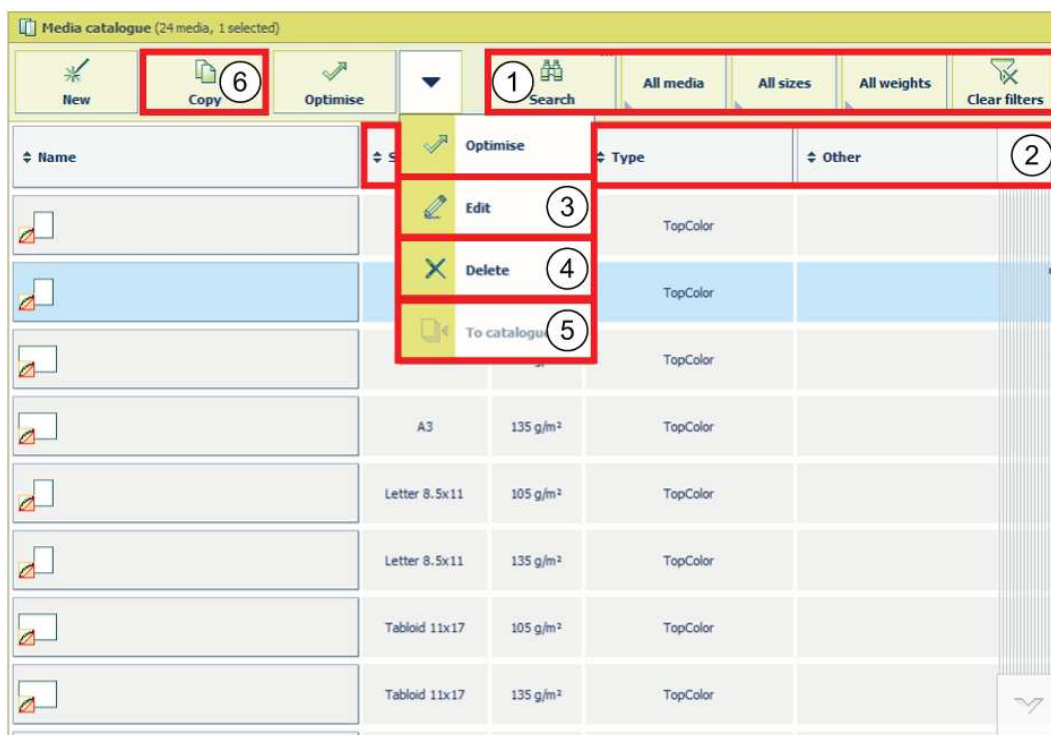 Media catalogue (24 media, 1 selected)
New
6
Copy
Optimise
1
Search
All media
All sizes
All weights
Clear filters
Name
S
Type
Other
2
Optimise
Edit
3
Delete
4
To catalogu
5
TopColor
TopColor
TopColor
A3 135 g/m² TopColor
Letter 8.5x11 105 g/m² TopColor
Letter 8.5x11 135 g/m² TopColor
Tabloid 11x17 105 g/m² TopColor
Tabloid 11x17 135 g/m² TopColor